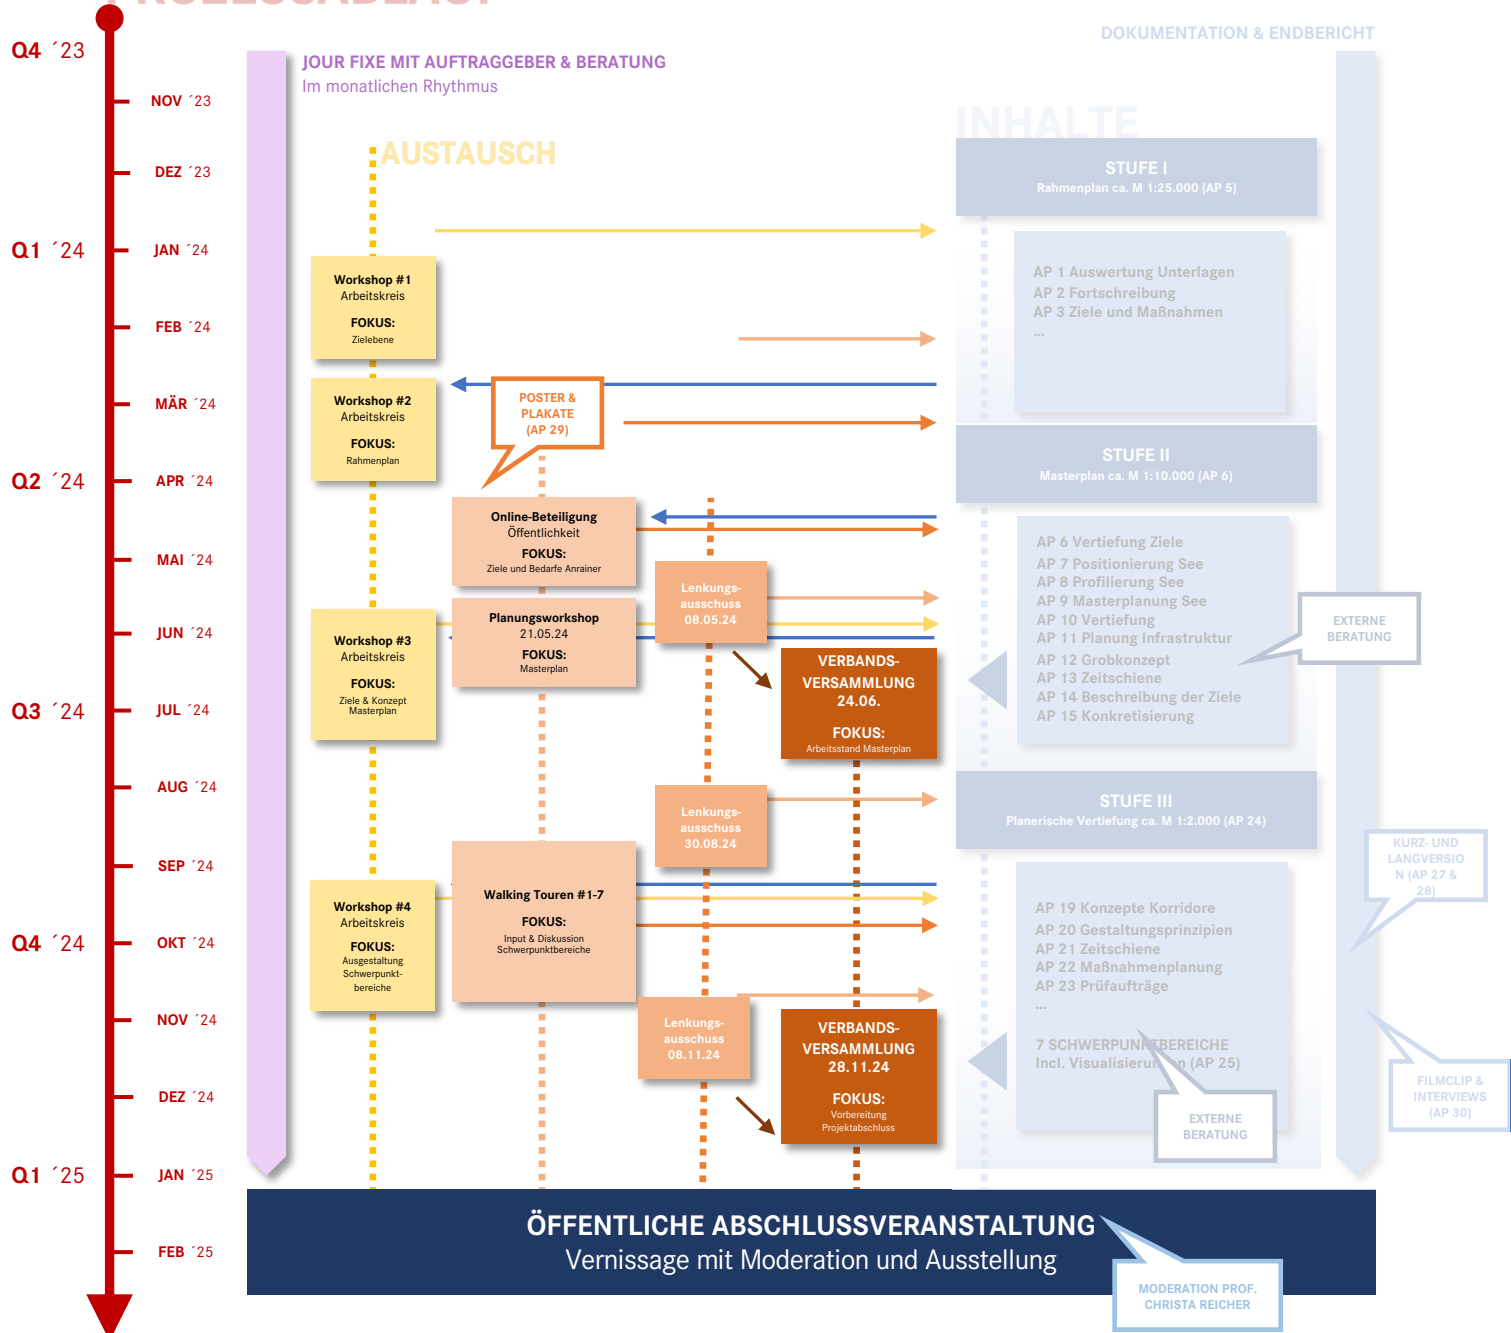 PROZESSABLAUF
Q4 ´23
NOV ´23
DEZ ´23
Q1 ´24
JAN ´24
FEB ´24
MÄR ´24
Q2 ´24
APR ´24
MAI ´24
JUN ´24
Q3 ´24
JUL ´24
AUG ´24
SEP ´24
Q4 ´24
OKT ´24
NOV ´24
DEZ ´24
Q1 ´25
JAN ´25
FEB ´25
JOUR FIXE MIT AUFTRAGGEBER & BERATUNG
Im monatlichen Rhythmus
AUSTAUSCH
Workshop #1
Arbeitskreis
FOKUS:
Zielebene
Workshop #2
Arbeitskreis
FOKUS:
Rahmenplan
Workshop #3
Arbeitskreis
FOKUS:
Ziele & Konzept
Masterplan
Workshop #4
Arbeitskreis
FOKUS:
Ausgestaltung
Schwerpunkt-
bereiche
POSTER &
PLAKATE
(AP 29)
Online-Beteiligung
Öffentlichkeit
FOKUS:
Ziele und Bedarfe Anrainer
Planungsworkshop
21.05.24
FOKUS:
Masterplan
Walking Touren #1-7
FOKUS:
Input & Diskussion
Schwerpunktbereiche
Lenkungs-
ausschuss
08.05.24
Lenkungs-
ausschuss
30.08.24
Lenkungs-
ausschuss
08.11.24
VERBANDS-
VERSAMMLUNG
24.06.
FOKUS:
Arbeitsstand Masterplan
VERBANDS-
VERSAMMLUNG
28.11.24
FOKUS:
Vorbereitung
Projektabschluss
DOKUMENTATION & ENDBERICHT
INHALTE
STUFE I
Rahmenplan ca. M 1:25.000 (AP 5)
AP 1 Auswertung Unterlagen
AP 2 Fortschreibung
AP 3 Ziele und Maßnahmen
...
STUFE II
Masterplan ca. M 1:10.000 (AP 6)
AP 6 Vertiefung Ziele
AP 7 Positionierung See
AP 8 Profilierung See
AP 9 Masterplanung See
AP 10 Vertiefung
AP 11 Planung Infrastruktur
AP 12 Grobkonzept
AP 13 Zeitschiene
AP 14 Beschreibung der Ziele
AP 15 Konkretisierung
EXTERNE
BERATUNG
STUFE III
Planerische Vertiefung ca. M 1:2.000 (AP 24)
AP 19 Konzepte Korridore
AP 20 Gestaltungsprinzipien
AP 21 Zeitschiene
AP 22 Maßnahmenplanung
AP 23 Prüfaufträge
...
7 SCHWERPUNKTBEREICHE
Incl. Visualisierungen (AP 25)
EXTERNE
BERATUNG
KURZ- UND
LANGVERSIO
N (AP 27 &
28)
FILMCLIP &
INTERVIEWS
(AP 30)
ÖFFENTLICHE ABSCHLUSSVERANSTALTUNG
Vernissage mit Moderation und Ausstellung
MODERATION PROF.
CHRISTA REICHER